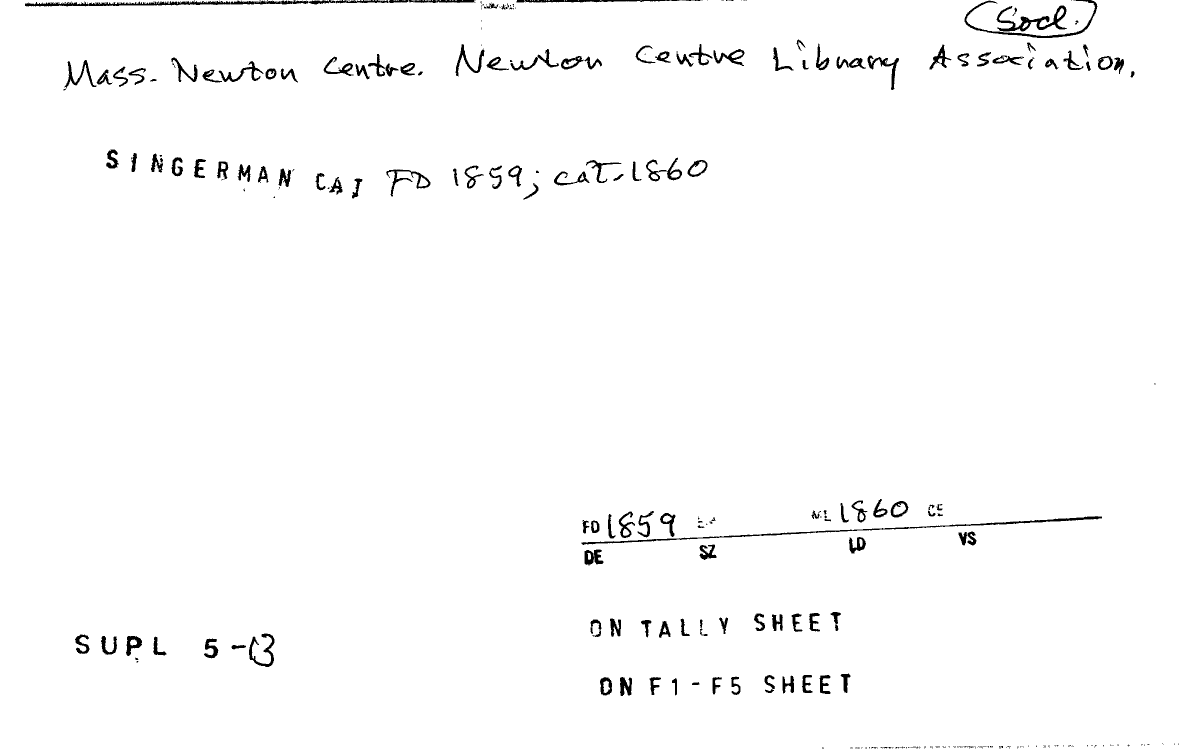 (Socl.)
Mass. Newton Centre. Newton Centre Library Association.
SINGERMAN CAT FD 1859; cat. 1860
FD 1859 ML 1860 CE
DE SZ LD VS
ON TALLY SHEET
SUPL 5-13
ON F1-F5 SHEET